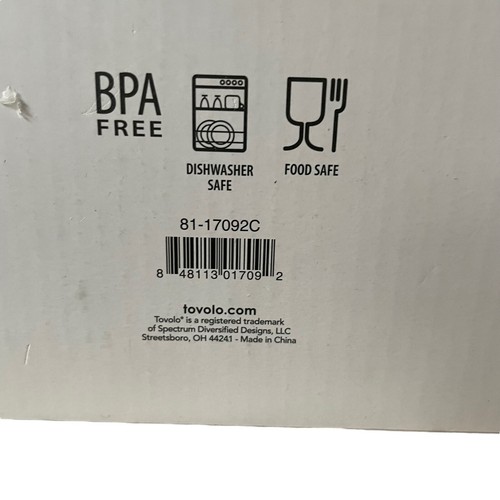 BPA
FREE
DISHWASHER
SAFE
FOOD SAFE
81-17092C
8 48113 01709 2
tovolo.com
Tovolo® is a registered trademark
of Spectrum Diversified Designs, LLC
Streetsboro, OH 44241 - Made in China